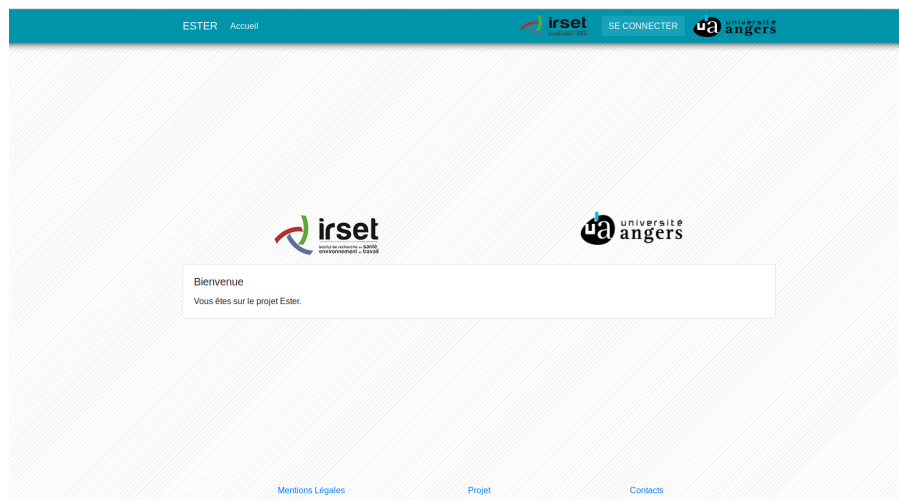 ESTER
Accueil
irset
SE CONNECTER
université
angers
irset
institut de recherche en santé,
environnement et travail
université
angers
Bienvenue
Vous êtes sur le projet Ester.
Mentions Légales
Projet
Contacts